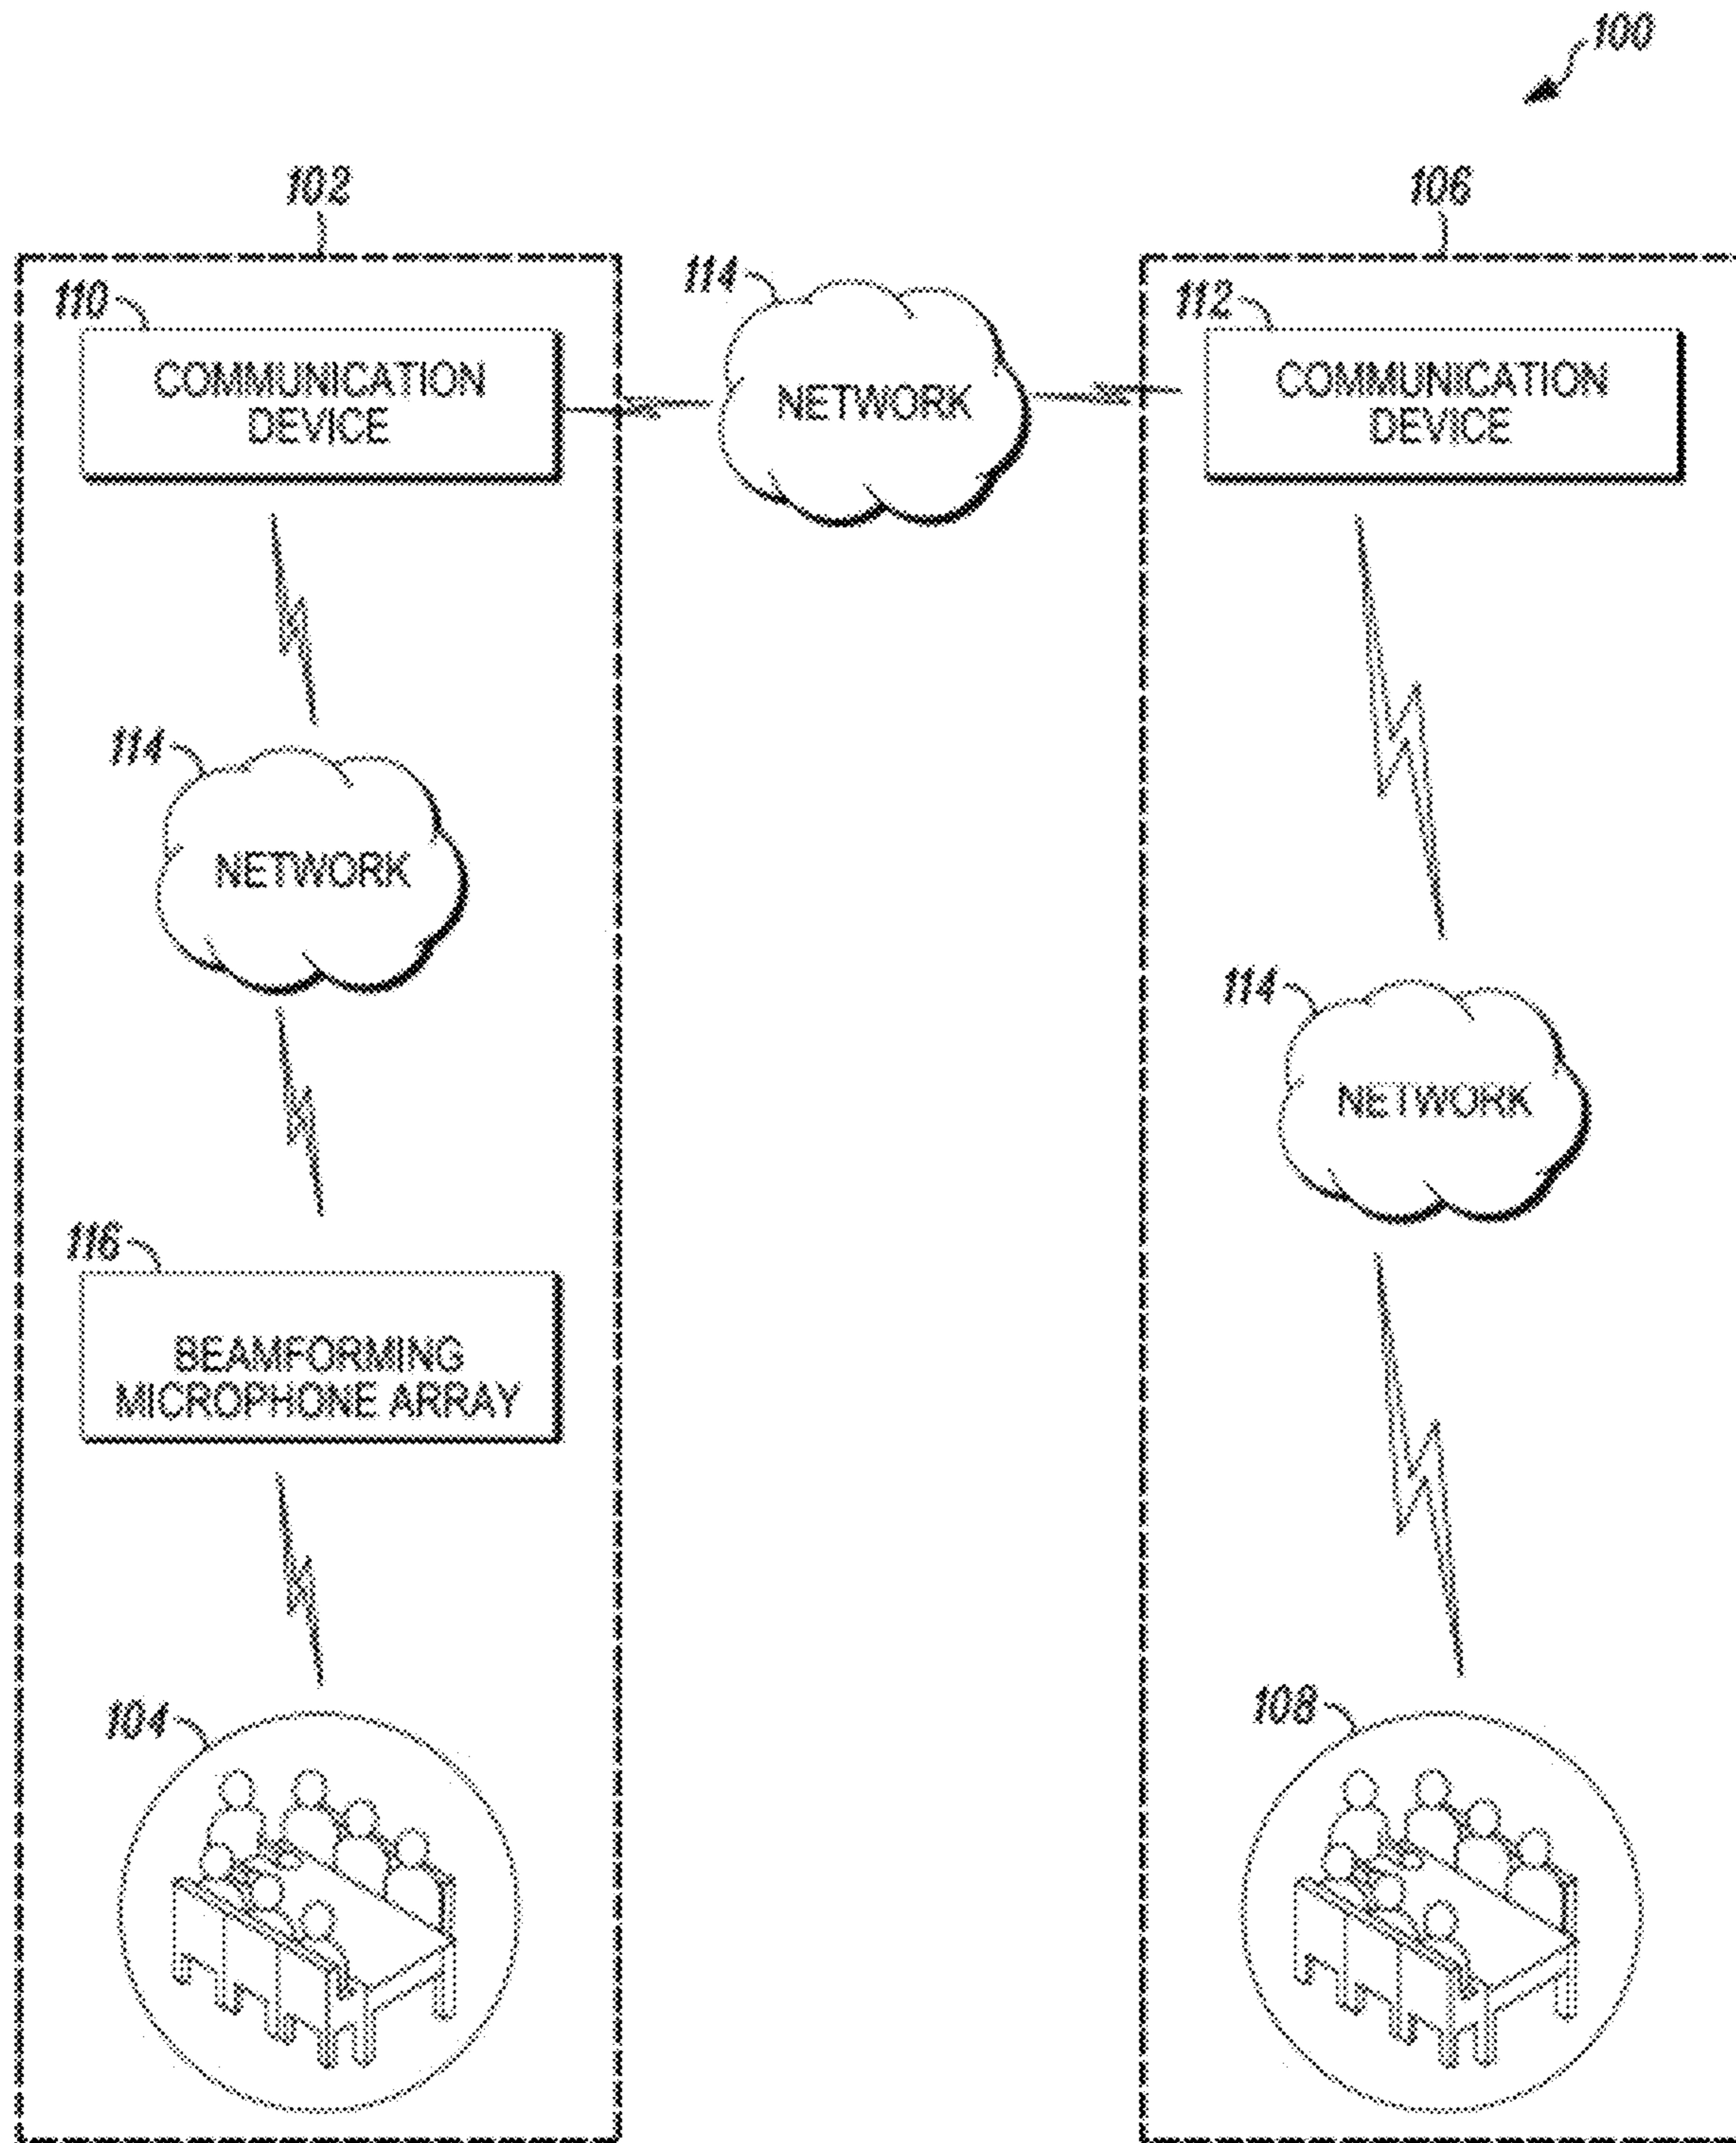 100
102
106
110
COMMUNICATION
DEVICE
114
NETWORK
112
COMMUNICATION
DEVICE
114
NETWORK
114
NETWORK
116
BEAMFORMING
MICROPHONE ARRAY
104
108